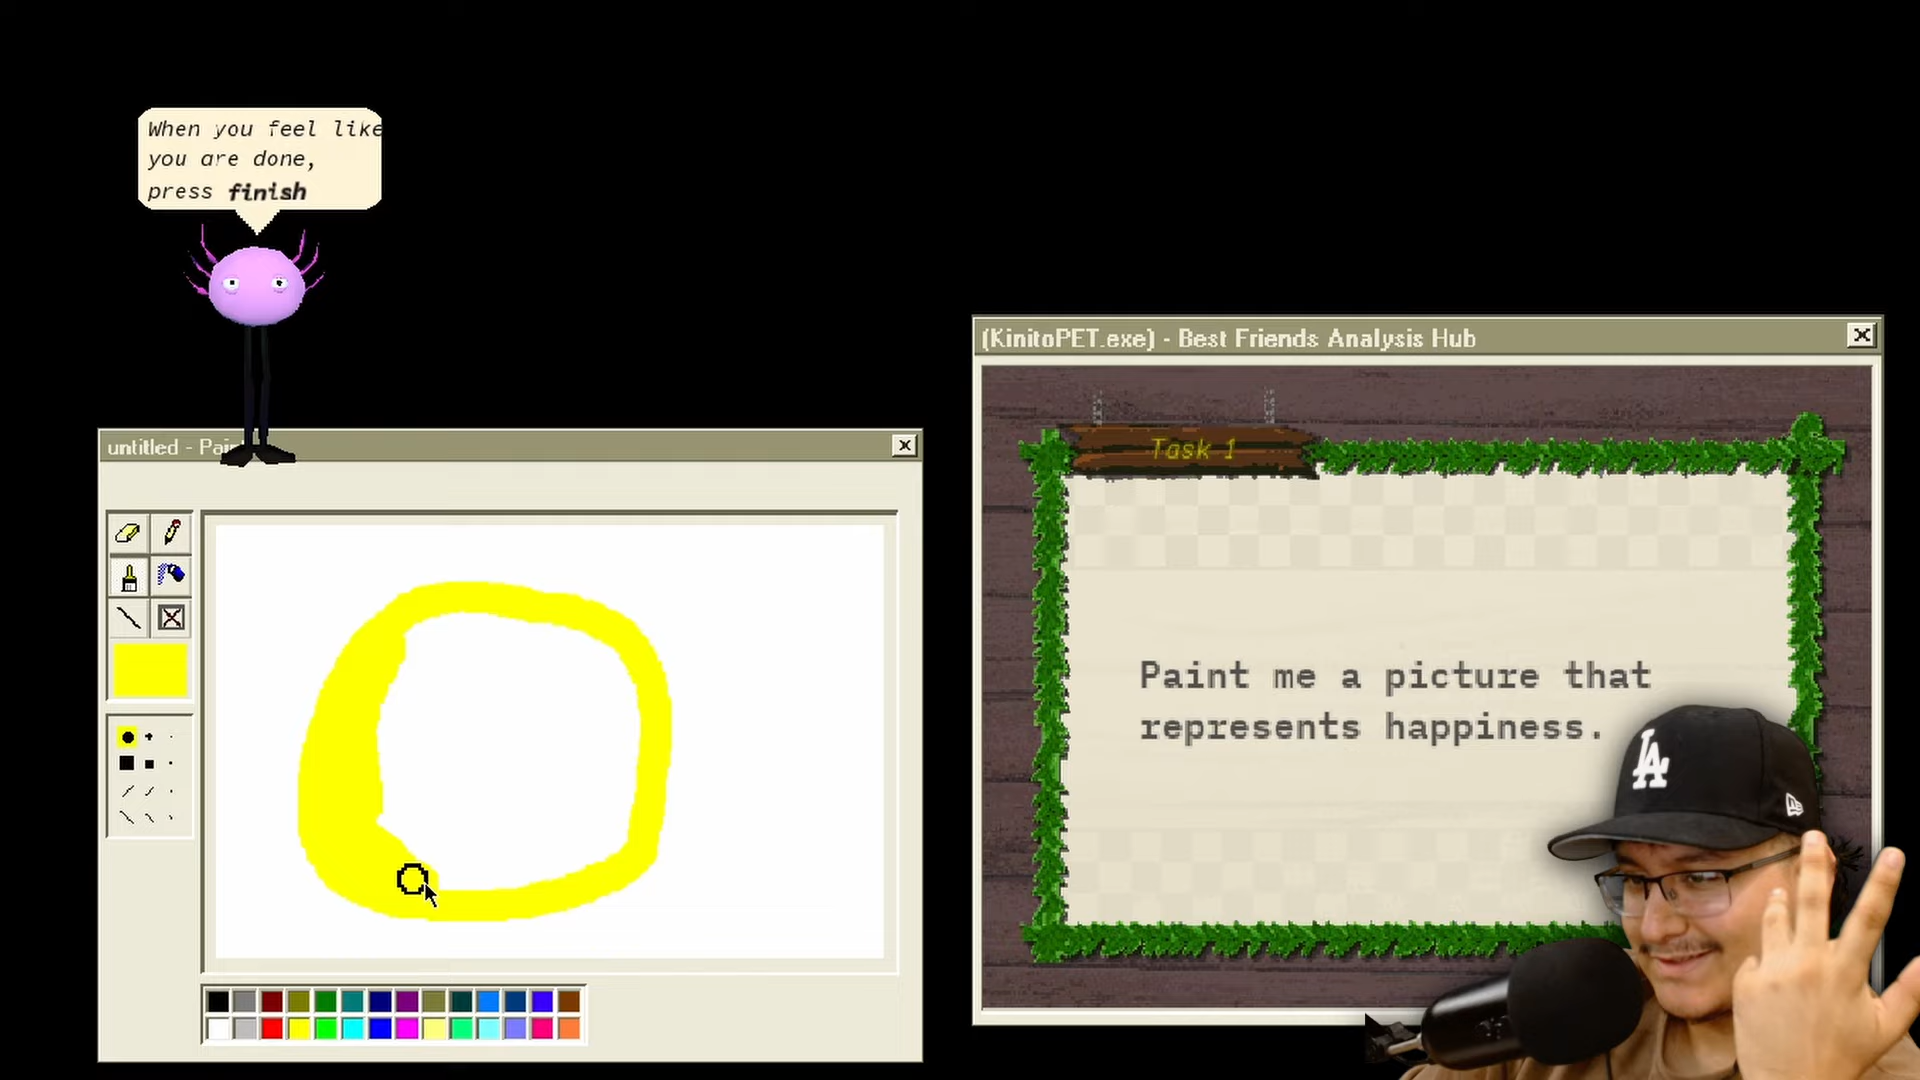 When you feel like
you are done,
press finish
untitled - Pai
(KinitoPET.exe) - Best Friends Analysis Hub
Task 1
Paint me a picture that
represents happiness.
LA